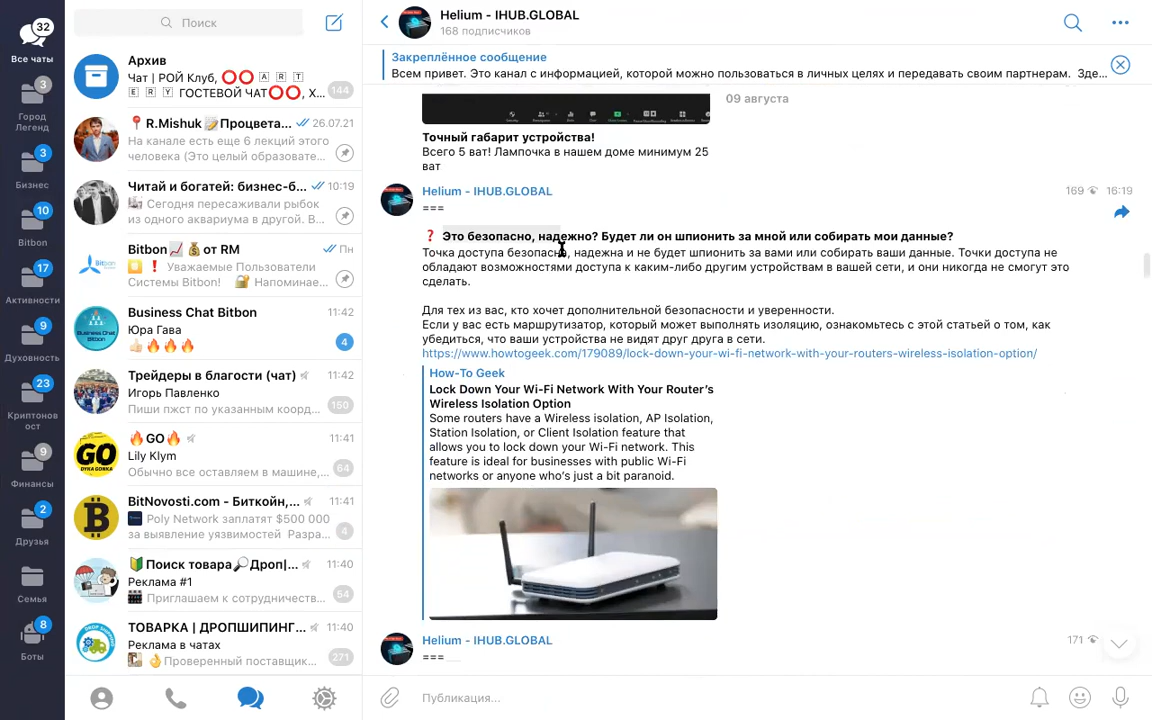 32
Все чаты
3
Город
Легенд
3
Бизнес
10
Bitbon
17
Активности
9
Духовность
23
Криптонов
ост
9
Финансы
2
Друзья
Семья
8
Боты
Поиск
Архив
Чат | РОЙ Клуб, ⭕⭕ 🄰 🅁 🅃
🄴 🅁 🅈 ГОСТЕВОЙ ЧАТ⭕⭕, Х...
144
📍R.Mishuk📝Процвета... 26.07.21
На канале есть еще 6 лекций этого
человека (Это целый образовате...
Читай и богатей: бизнес-б... 10:19
Сегодня пересаживали рыбок
из одного аквариума в другой. В...
Bitbon📈💰от RM Пн
❗ Уважаемые Пользователи
Системы Bitbon! 🔐Напоминае...
Business Chat Bitbon 11:42
Юра Гава
👍🏻🔥🔥🔥 4
Трейдеры в благости (чат) 11:42
Игорь Павленко
Пиши пжст по указанным коорд... 150
🔥GO🔥 11:41
Lily Klym
Обычно все оставляем в машине,... 64
GO
DYKA GORKA
BitNovosti.com - Биткойн,... 11:41
Poly Network заплатят $500 000
за выявление уязвимостей Разра... 4
🔰Поиск товара🔎Дроп|... 11:40
Реклама #1
Приглашаем к сотрудничеств... 54
ТОВАРКА | ДРОПШИПИНГ... 11:40
Реклама в чатах
👌Проверенный поставщик... 271
Helium - IHUB.GLOBAL
168 подписчиков
Закреплённое сообщение
Всем привет. Это канал с информацией, которой можно пользоваться в личных целях и передавать своим партнерам. Зде...
09 августа
Точный габарит устройства!
Всего 5 ват! Лампочка в нашем доме минимум 25
ват
Helium - IHUB.GLOBAL 169 16:19
===
❓ Это безопасно, надежно? Будет ли он шпионить за мной или собирать мои данные?
Точка доступа безопасна, надежна и не будет шпионить за вами или собирать ваши данные. Точки доступа не
обладают возможностями доступа к каким-либо другим устройствам в вашей сети, и они никогда не смогут это
сделать.
Для тех из вас, кто хочет дополнительной безопасности и уверенности.
Если у вас есть маршрутизатор, который может выполнять изоляцию, ознакомьтесь с этой статьей о том, как
убедиться, что ваши устройства не видят друг друга в сети.
https://www.howtogeek.com/179089/lock-down-your-wi-fi-network-with-your-routers-wireless-isolation-option/
How-To Geek
Lock Down Your Wi-Fi Network With Your Router's
Wireless Isolation Option
Some routers have a Wireless isolation, AP Isolation,
Station Isolation, or Client Isolation feature that
allows you to lock down your Wi-Fi network. This
feature is ideal for businesses with public Wi-Fi
networks or anyone who's just a bit paranoid.
Helium - IHUB.GLOBAL 171
===
Публикация...